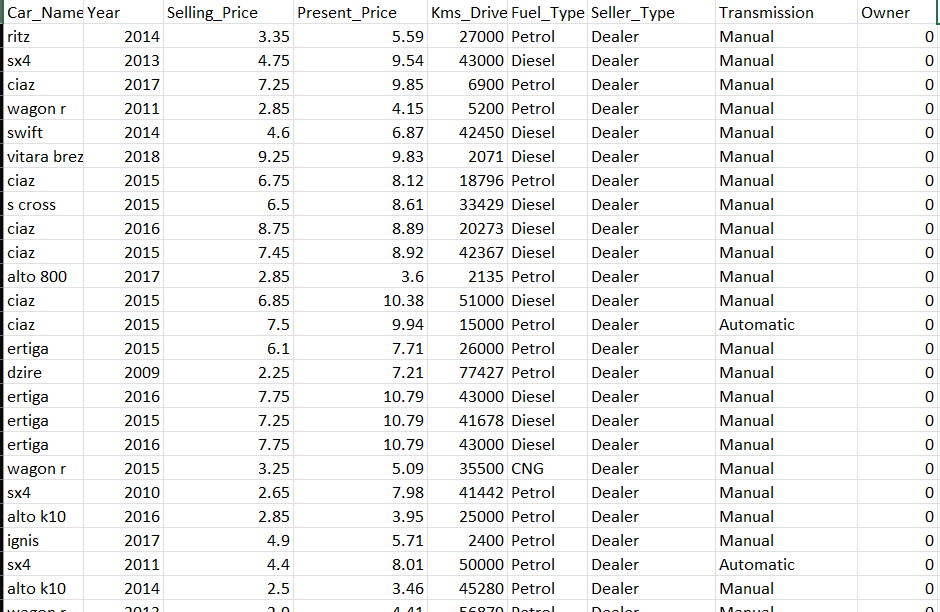 Car_Name Year Selling_Price Present_Price Kms_Drive Fuel_Type Seller_Type Transmission Owner
ritz 2014 3.35 5.59 27000 Petrol Dealer Manual 0
sx4 2013 4.75 9.54 43000 Diesel Dealer Manual 0
ciaz 2017 7.25 9.85 6900 Petrol Dealer Manual 0
wagon r 2011 2.85 4.15 5200 Petrol Dealer Manual 0
swift 2014 4.6 6.87 42450 Diesel Dealer Manual 0
vitara brez 2018 9.25 9.83 2071 Diesel Dealer Manual 0
ciaz 2015 6.75 8.12 18796 Petrol Dealer Manual 0
s cross 2015 6.5 8.61 33429 Diesel Dealer Manual 0
ciaz 2016 8.75 8.89 20273 Diesel Dealer Manual 0
ciaz 2015 7.45 8.92 42367 Diesel Dealer Manual 0
alto 800 2017 2.85 3.6 2135 Petrol Dealer Manual 0
ciaz 2015 6.85 10.38 51000 Diesel Dealer Manual 0
ciaz 2015 7.5 9.94 15000 Petrol Dealer Automatic 0
ertiga 2015 6.1 7.71 26000 Petrol Dealer Manual 0
dzire 2009 2.25 7.21 77427 Petrol Dealer Manual 0
ertiga 2016 7.75 10.79 43000 Diesel Dealer Manual 0
ertiga 2015 7.25 10.79 41678 Diesel Dealer Manual 0
ertiga 2016 7.75 10.79 43000 Diesel Dealer Manual 0
wagon r 2015 3.25 5.09 35500 CNG Dealer Manual 0
sx4 2010 2.65 7.98 41442 Petrol Dealer Manual 0
alto k10 2016 2.85 3.95 25000 Petrol Dealer Manual 0
ignis 2017 4.9 5.71 2400 Petrol Dealer Manual 0
sx4 2011 4.4 8.01 50000 Petrol Dealer Automatic 0
alto k10 2014 2.5 3.46 45280 Petrol Dealer Manual 0
wagon r Petrol Dealer Manual 0